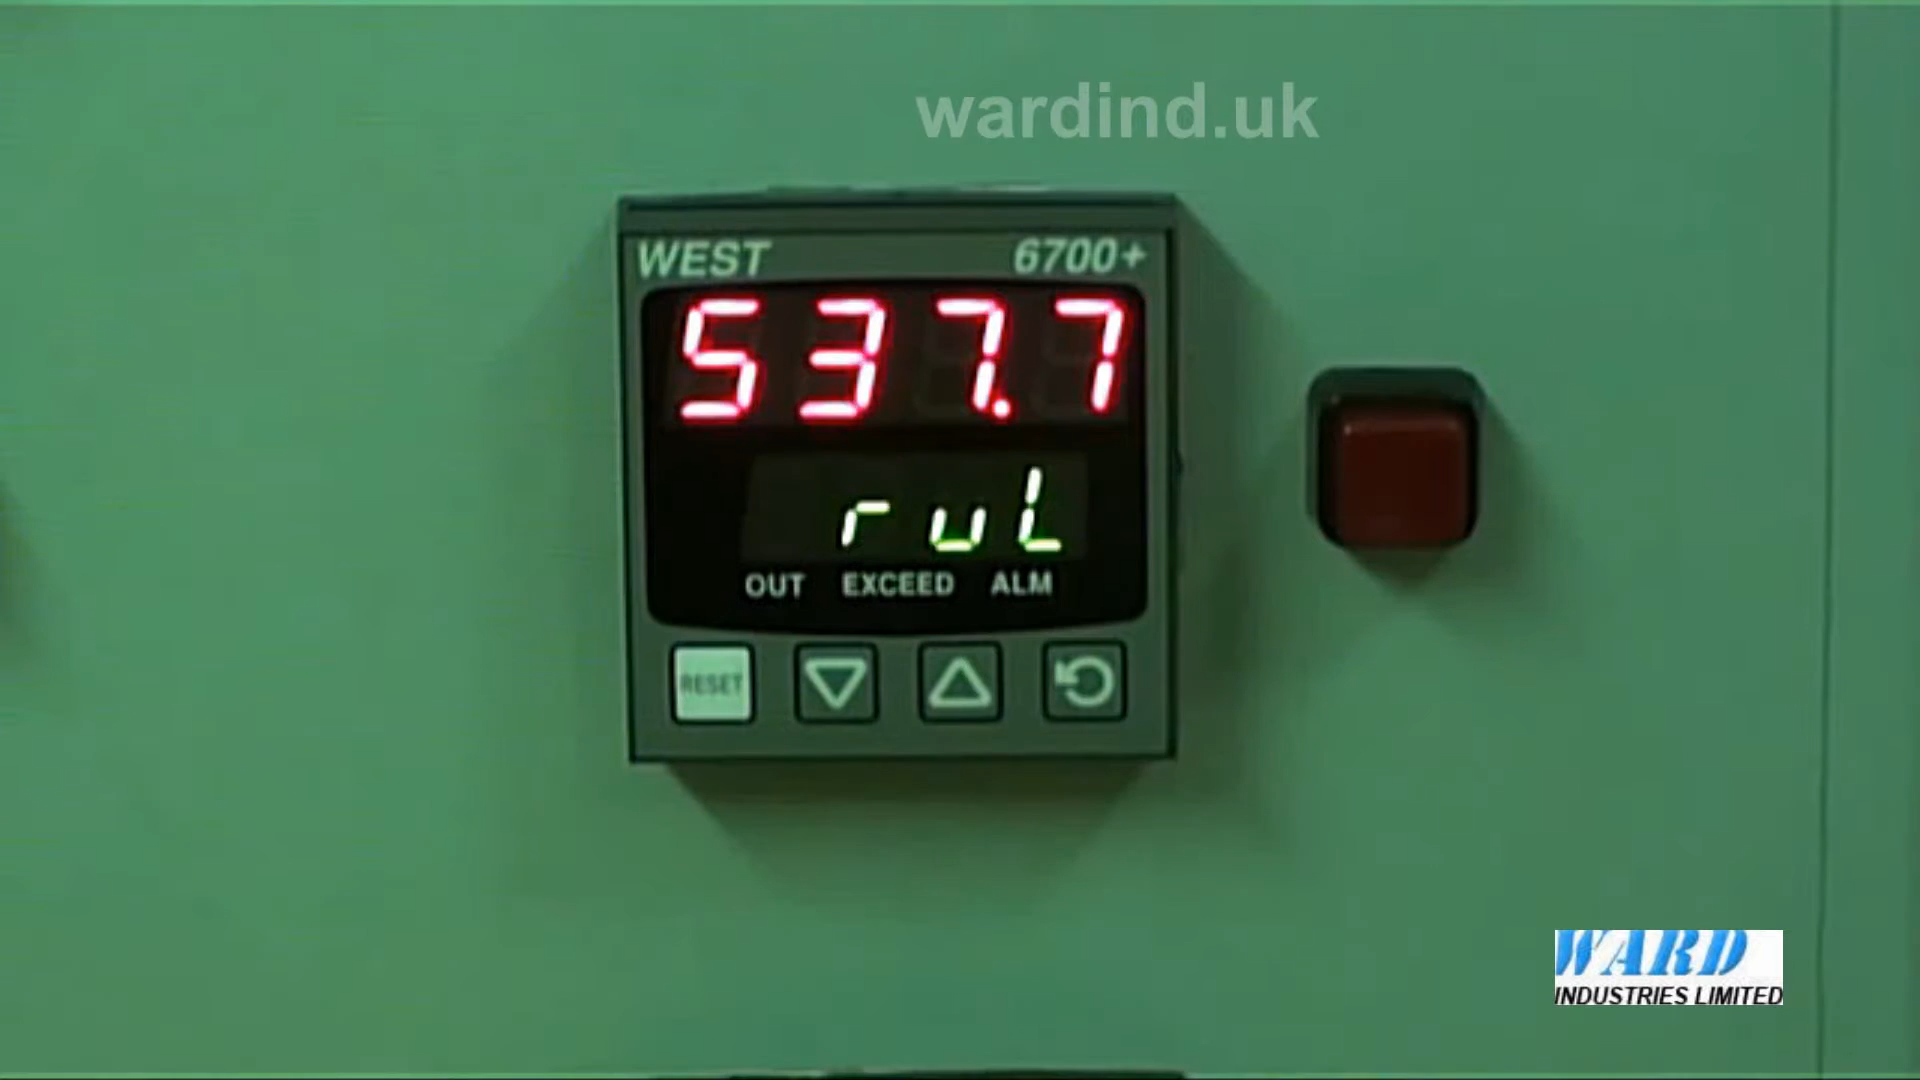 wardind.uk
WEST 6700+
537.7
ruL
OUT EXCEED ALM
RESET
WARD
INDUSTRIES LIMITED